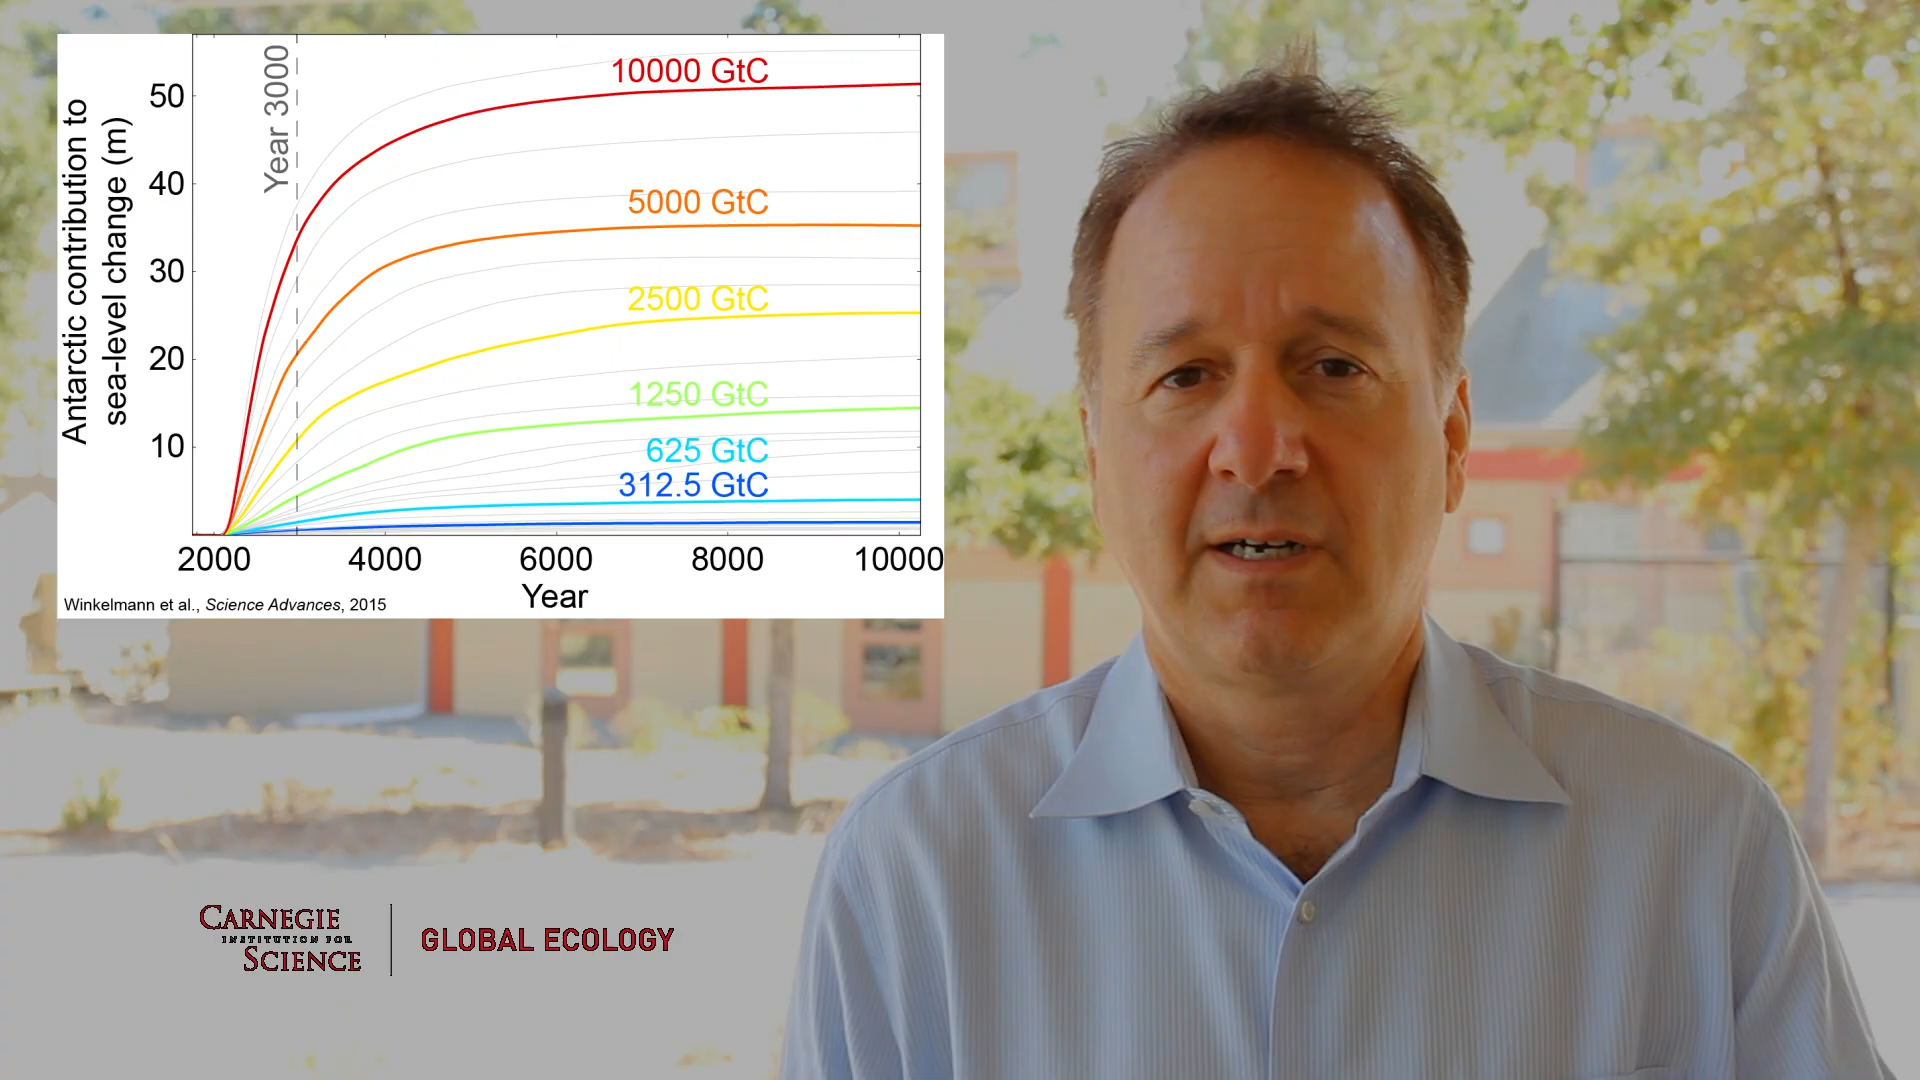 Antarctic contribution to
sea-level change (m)
50
40
30
20
10
Year 3000
10000 GtC
5000 GtC
2500 GtC
1250 GtC
625 GtC
312.5 GtC
2000
4000
6000
8000
10000
Year
Winkelmann et al., Science Advances, 2015
CARNEGIE
INSTITUTION FOR
SCIENCE
GLOBAL ECOLOGY